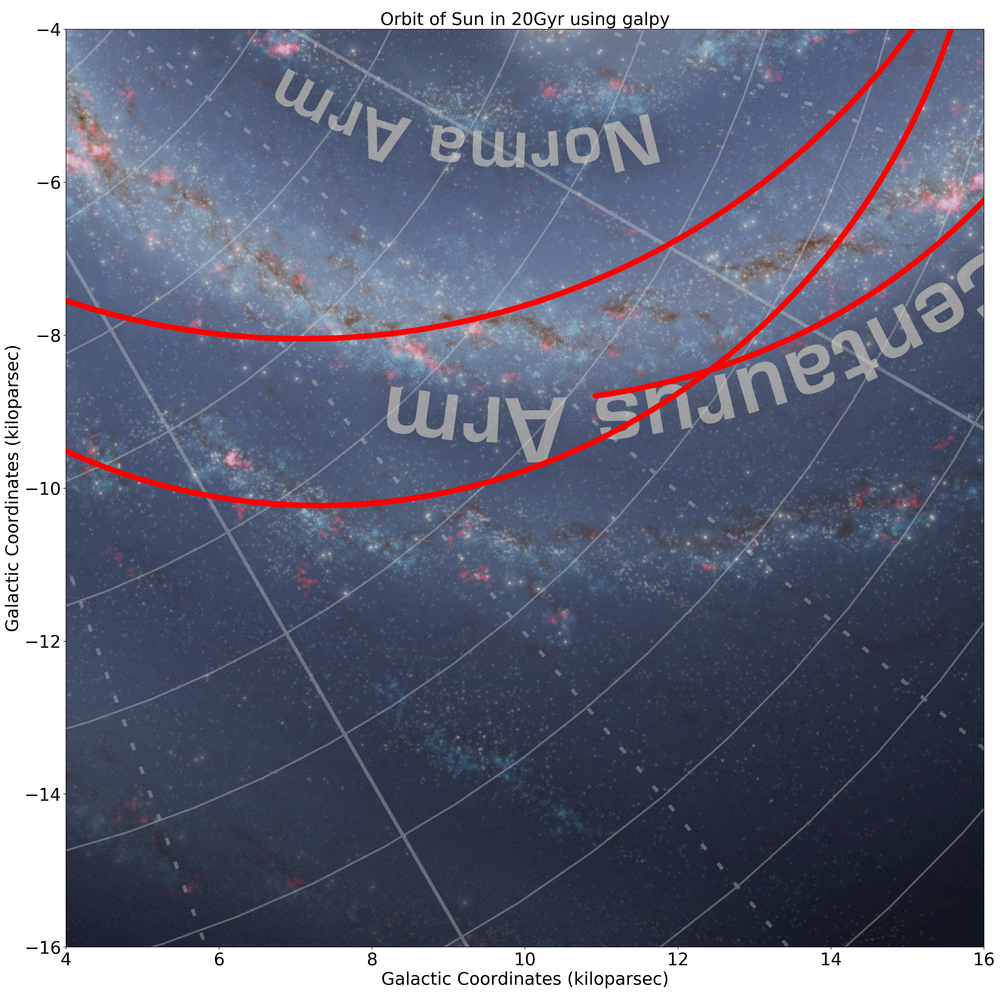 Orbit of Sun in 20Gyr using galpy
Norma Arm
entaurus Arm
Galactic Coordinates (kiloparsec)
−4
−6
−8
−10
−12
−14
−16
4
6
8
10
12
14
16
Galactic Coordinates (kiloparsec)